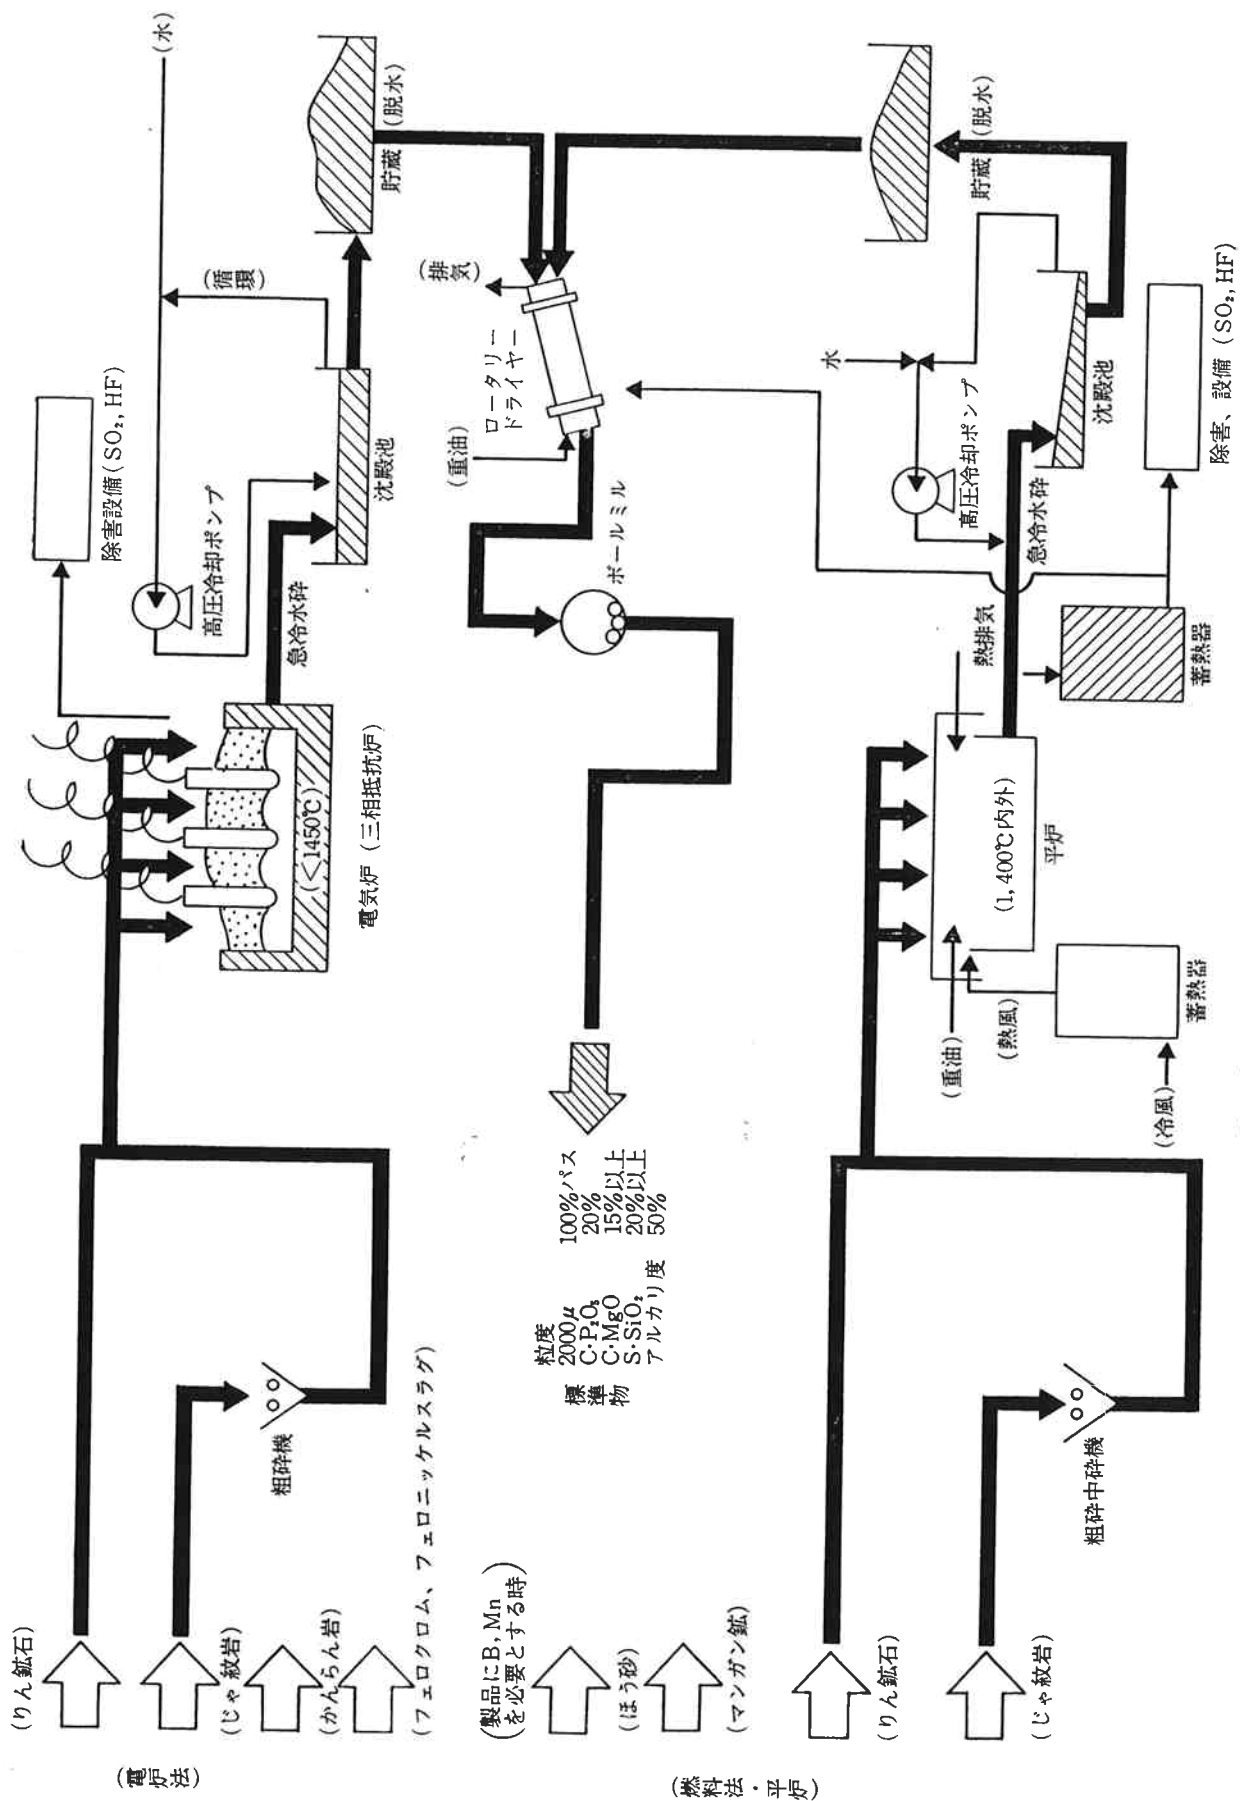 (電炉法)
(りん鉱石)
(じゃ紋岩)
(かんらん岩)
(フェロクロム、フェロニッケルスラグ)
粗砕機
電気炉(三相抵抗炉)
(<1450℃)
除害設備(SO₂, HF)
高圧冷却ポンプ
急冷水砕
沈殿池
(循環)
(水)
貯蔵
(脱水)
(製品にB, Mn
を必要とする時)
(ほう砂)
(マンガン鉱)
標準物
粒度
2000μ 100%パス
C·P₂O₅ 20%
C·MgO 15%以上
S·SiO₂ 20%以上
アルカリ度 50%
ボールミル
(重油)
ロータリー
ドライヤー
(排気)
(燃料法・平炉)
(りん鉱石)
(じゃ紋岩)
粗砕中砕機
(冷風)
蓄熱器
(熱風)
(重油)
(1,400℃内外)
平炉
熱排気
蓄熱器
急冷水砕
高圧冷却ポンプ
水
沈殿池
除害、設備(SO₂, HF)
貯蔵
(脱水)